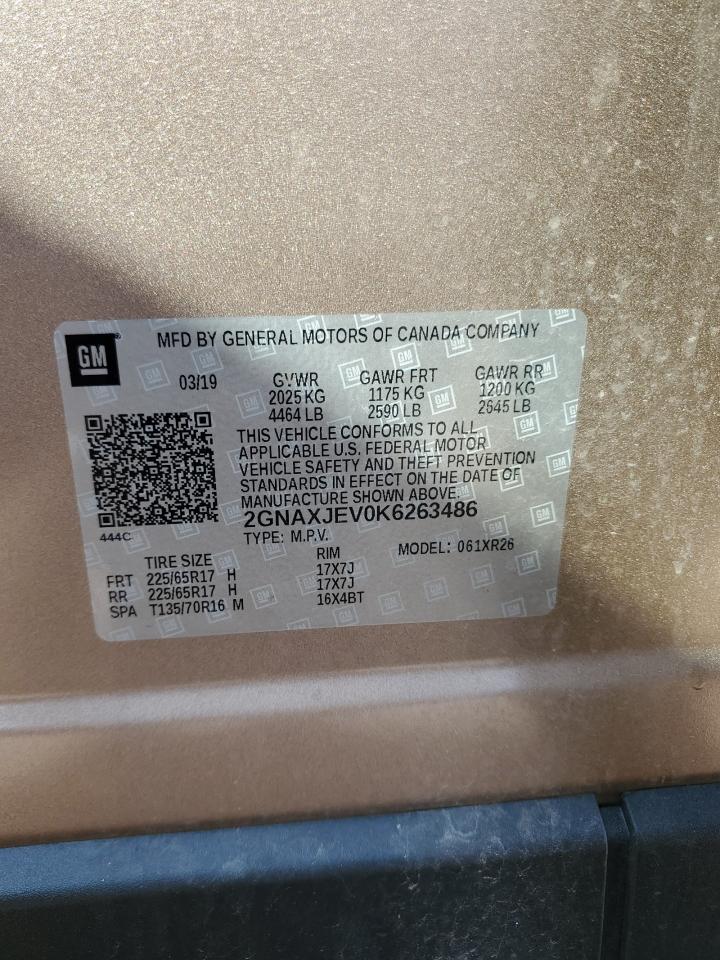 GM
MFD BY GENERAL MOTORS OF CANADA COMPANY
03/19 GVWR GAWR FRT GAWR RR
2025 KG 1175 KG 1200 KG
4464 LB 2590 LB 2645 LB
THIS VEHICLE CONFORMS TO ALL
APPLICABLE U.S. FEDERAL MOTOR
VEHICLE SAFETY AND THEFT PREVENTION
STANDARDS IN EFFECT ON THE DATE OF
MANUFACTURE SHOWN ABOVE.
2GNAXJEV0K6263486
444C TYPE: M.P.V. MODEL: 061XR26
TIRE SIZE RIM
FRT 225/65R17 H 17X7J
RR 225/65R17 H 17X7J
SPA T135/70R16 M 16X4BT